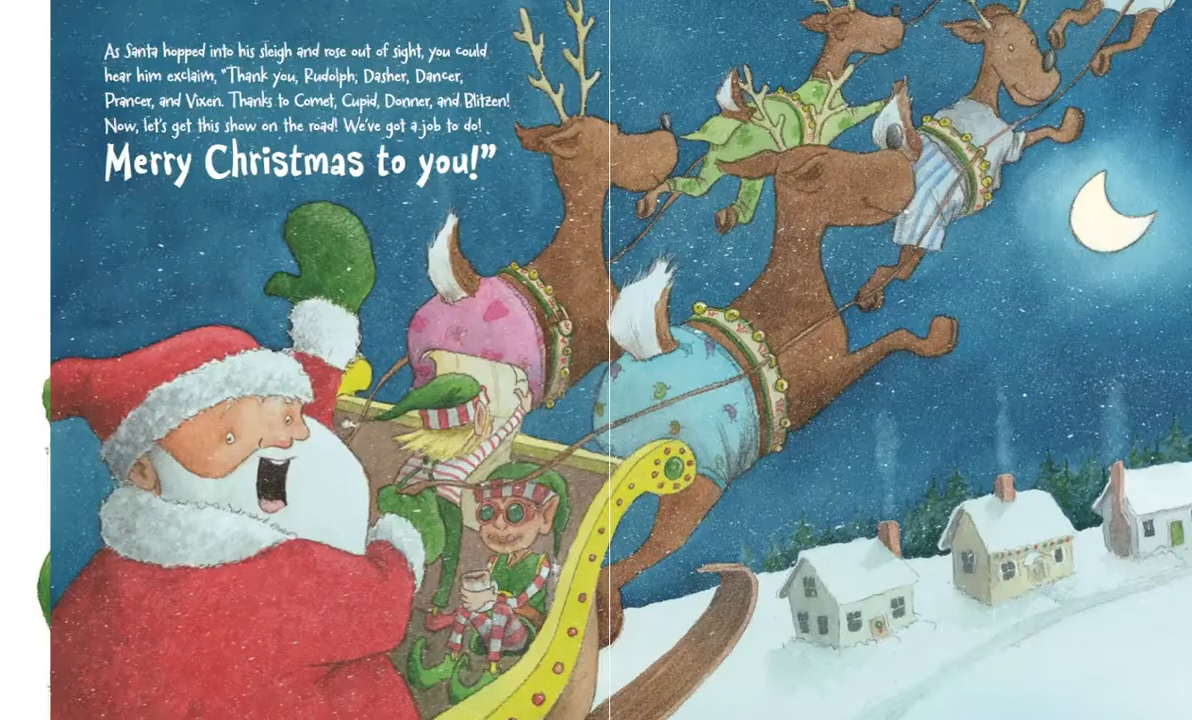 As Santa hopped into his sleigh and rose out of sight, you could
hear him exclaim, "Thank you, Rudolph, Dasher, Dancer,
Prancer, and Vixen. Thanks to Comet, Cupid, Donner, and Blitzen!
Now, let's get this show on the road! We've got a job to do!
Merry Christmas to you!"